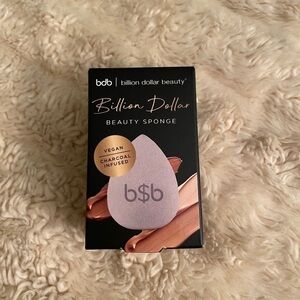 bdb | billion dollar beauty®
Billion Dollar
BEAUTY SPONGE
VEGAN
CHARCOAL
INFUSED
b$b